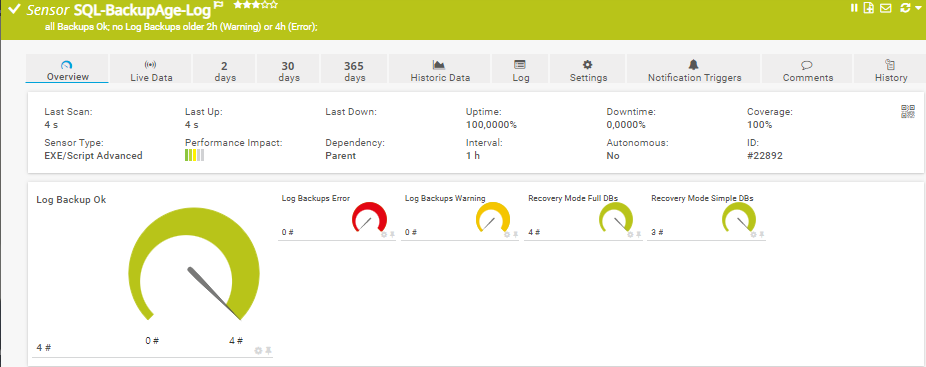 Sensor SQL-BackupAge-Log
all Backups Ok; no Log Backups older 2h (Warning) or 4h (Error);
Overview
Live Data
2 days
30 days
365 days
Historic Data
Log
Settings
Notification Triggers
Comments
History
Last Scan: Last Up: Last Down: Uptime: Downtime: Coverage:
4 s 4 s 100,0000% 0,0000% 100%
Sensor Type: Performance Impact: Dependency: Interval: Autonomous: ID:
EXE/Script Advanced Parent 1 h No #22892
Log Backup Ok
0 # 4 #
4 #
Log Backups Error
0 #
Log Backups Warning
0 #
Recovery Mode Full DBs
4 #
Recovery Mode Simple DBs
3 #